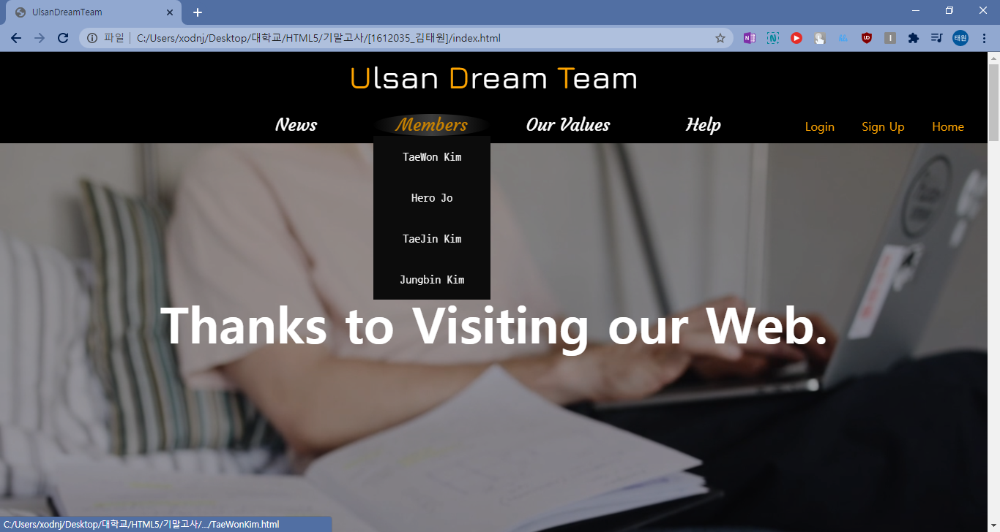 UlsanDreamTeam
파일 C:/Users/xodnj/Desktop/대학교/HTML5/기말고사/[1612035_김태원]/index.html
태원
Ulsan Dream Team
News Members Our Values Help Login Sign Up Home
TaeWon Kim
Hero Jo
TaeJin Kim
Jungbin Kim
Thanks to Visiting our Web.
C:/Users/xodnj/Desktop/대학교/HTML5/기말고사/.../TaeWonKim.html